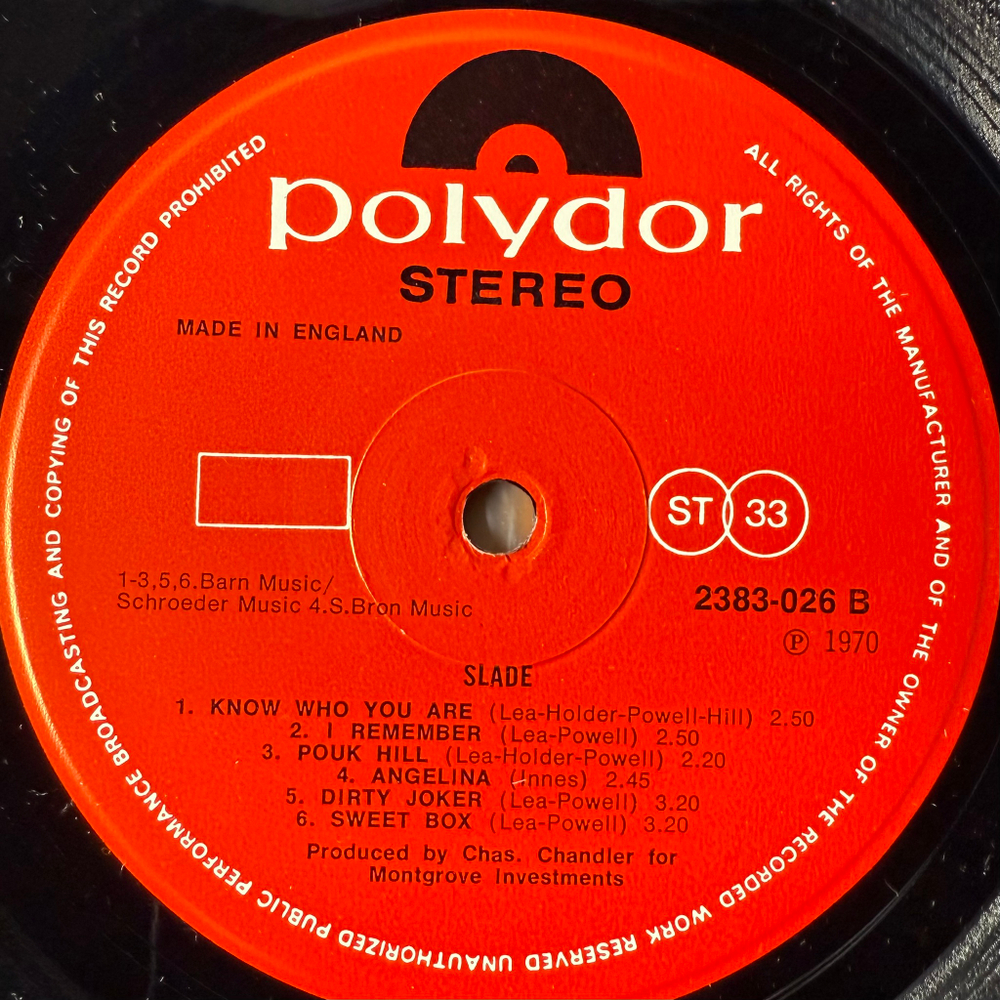 polydor
STEREO
MADE IN ENGLAND
ST 33
1-3,5,6.Barn Music/
Schroeder Music 4.S.Bron Music
2383-026 B
Ⓟ 1970
SLADE
1. KNOW WHO YOU ARE (Lea-Holder-Powell-Hill) 2.50
2. I REMEMBER (Lea-Powell) 2.50
3. POUK HILL (Lea-Holder-Powell) 2.20
4. ANGELINA (Innes) 2.45
5. DIRTY JOKER (Lea-Powell) 3.20
6. SWEET BOX (Lea-Powell) 3.20
Produced by Chas. Chandler for
Montgrove Investments
ALL RIGHTS OF THE MANUFACTURER AND OF THE OWNER OF THE RECORDED WORK RESERVED UNAUTHORIZED PUBLIC PERFORMANCE BROADCASTING AND COPYING OF THIS RECORD PROHIBITED